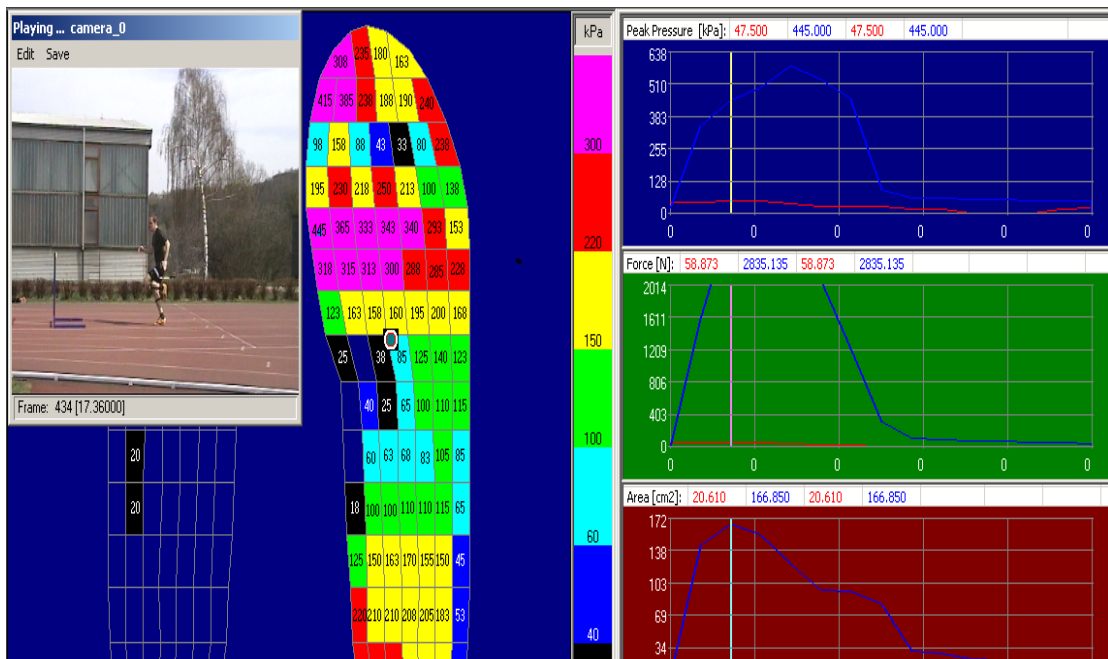 Playing ... camera_0
Edit Save
Frame: 434 [17.36000]
20
20
308 235 180 163
415 385 238 188 190 240
98 158 88 43 33 80 238
195 230 218 250 213 100 138
445 365 333 343 340 293 153
318 315 313 300 288 285 228
123 163 158 160 195 200 168
25 38 85 125 140 123
40 25 65 100 110 115
60 63 68 83 105 85
18 100 100 110 110 115 65
125 150 163 170 155 150 45
220 210 210 208 205 183 53
kPa
300
220
150
100
60
40
Peak Pressure [kPa]: 47.500 445.000 47.500 445.000
638
510
383
255
128
0
0 0 0 0 0 0
Force [N]: 58.873 2835.135 58.873 2835.135
2014
1611
1209
806
403
0
0 0 0 0 0 0
Area [cm2]: 20.610 166.850 20.610 166.850
172
138
103
69
34